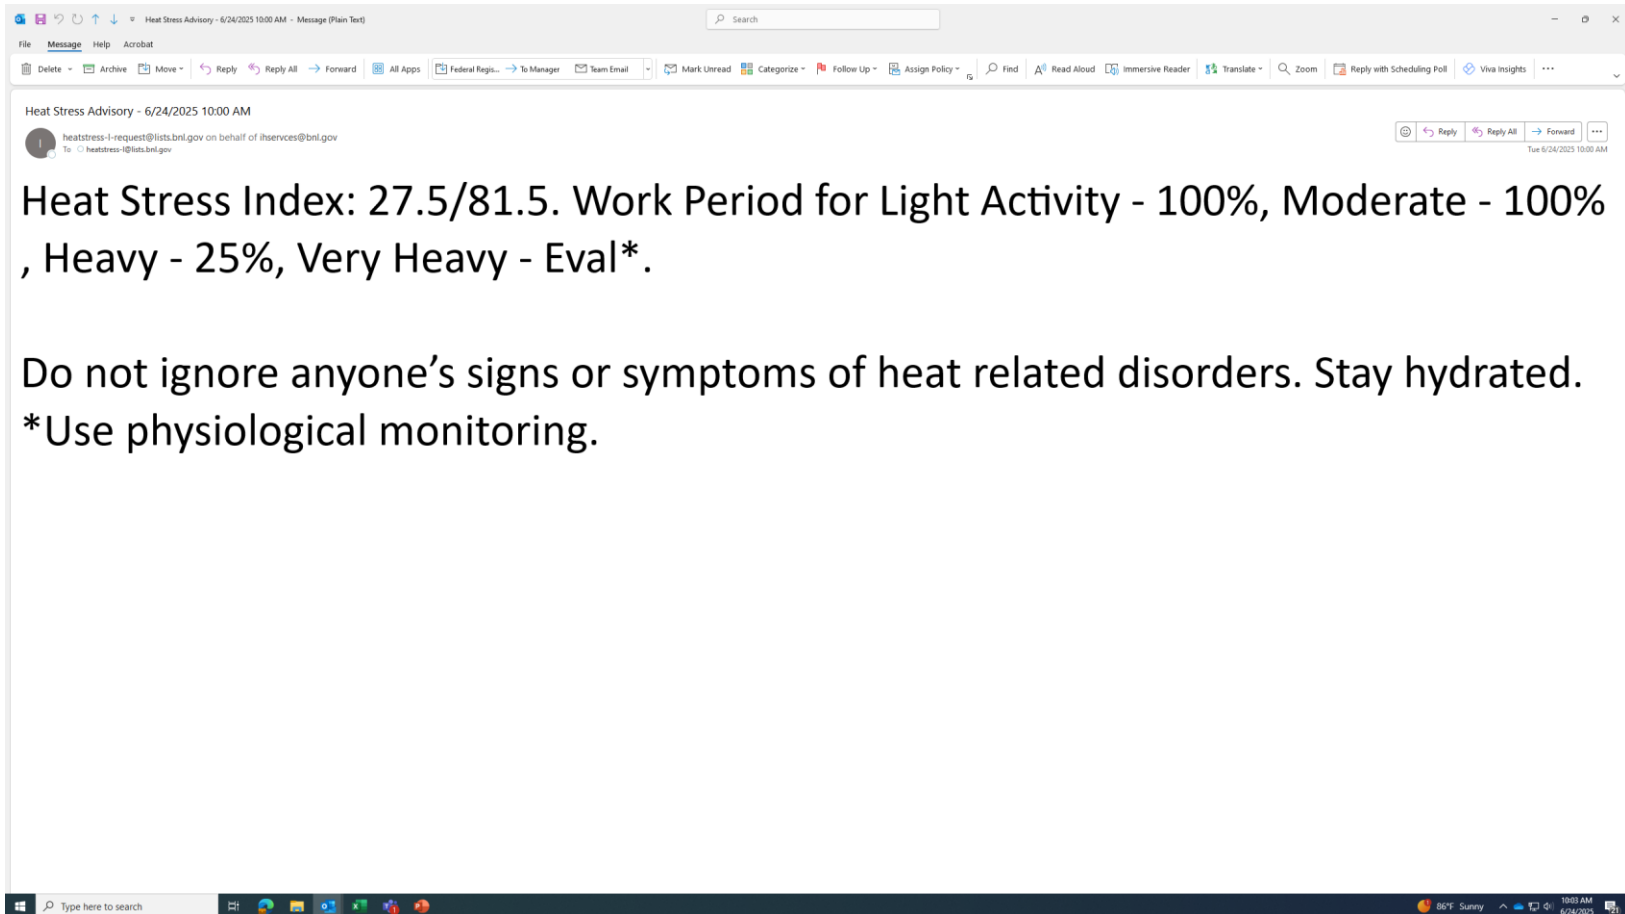 Heat Stress Advisory - 6/24/2025 10:00 AM - Message (Plain Text)
Search
File Message Help Acrobat
Delete Archive Move Reply Reply All Forward All Apps Federal Regis... To Manager Team Email Mark Unread Categorize Follow Up Assign Policy Find Read Aloud Immersive Reader Translate Zoom Reply with Scheduling Poll Viva Insights ...
Heat Stress Advisory - 6/24/2025 10:00 AM
I
heatstress-l-request@lists.bnl.gov on behalf of ihservces@bnl.gov
To heatstress-l@lists.bnl.gov
Reply Reply All Forward ...
Tue 6/24/2025 10:00 AM
Heat Stress Index: 27.5/81.5. Work Period for Light Activity - 100%, Moderate - 100%
, Heavy - 25%, Very Heavy - Eval*.
Do not ignore anyone’s signs or symptoms of heat related disorders. Stay hydrated.
*Use physiological monitoring.
Type here to search
86°F Sunny
10:03 AM
6/24/2025
21